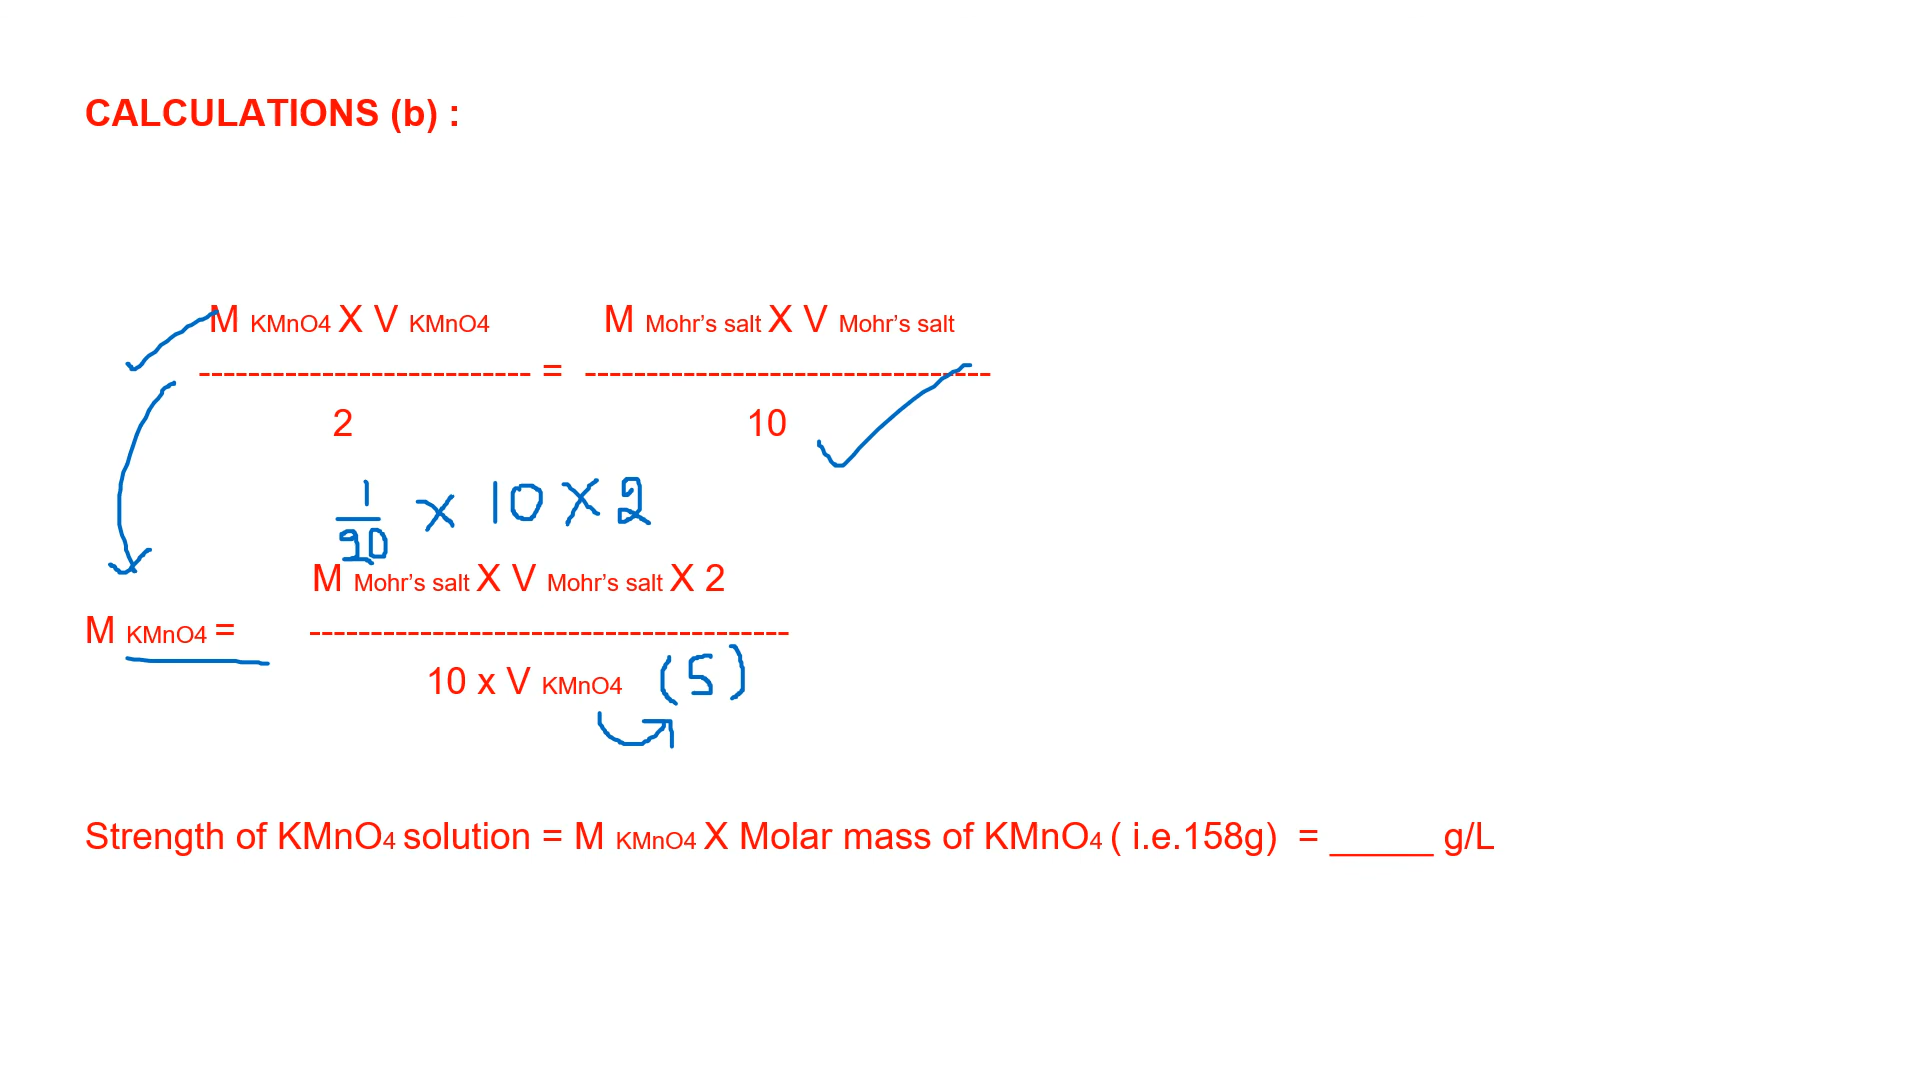 CALCULATIONS (b) :
M KMnO4 X V KMnO4 M Mohr's salt X V Mohr's salt
--------------------------- = ---------------------------------
2 10
1 x 10 x 2
20
M Mohr's salt X V Mohr's salt X 2
M KMnO4 = ---------------------------------------
10 x V KMnO4 (5)
Strength of KMnO4 solution = M KMnO4 X Molar mass of KMnO4 ( i.e.158g) = _____ g/L